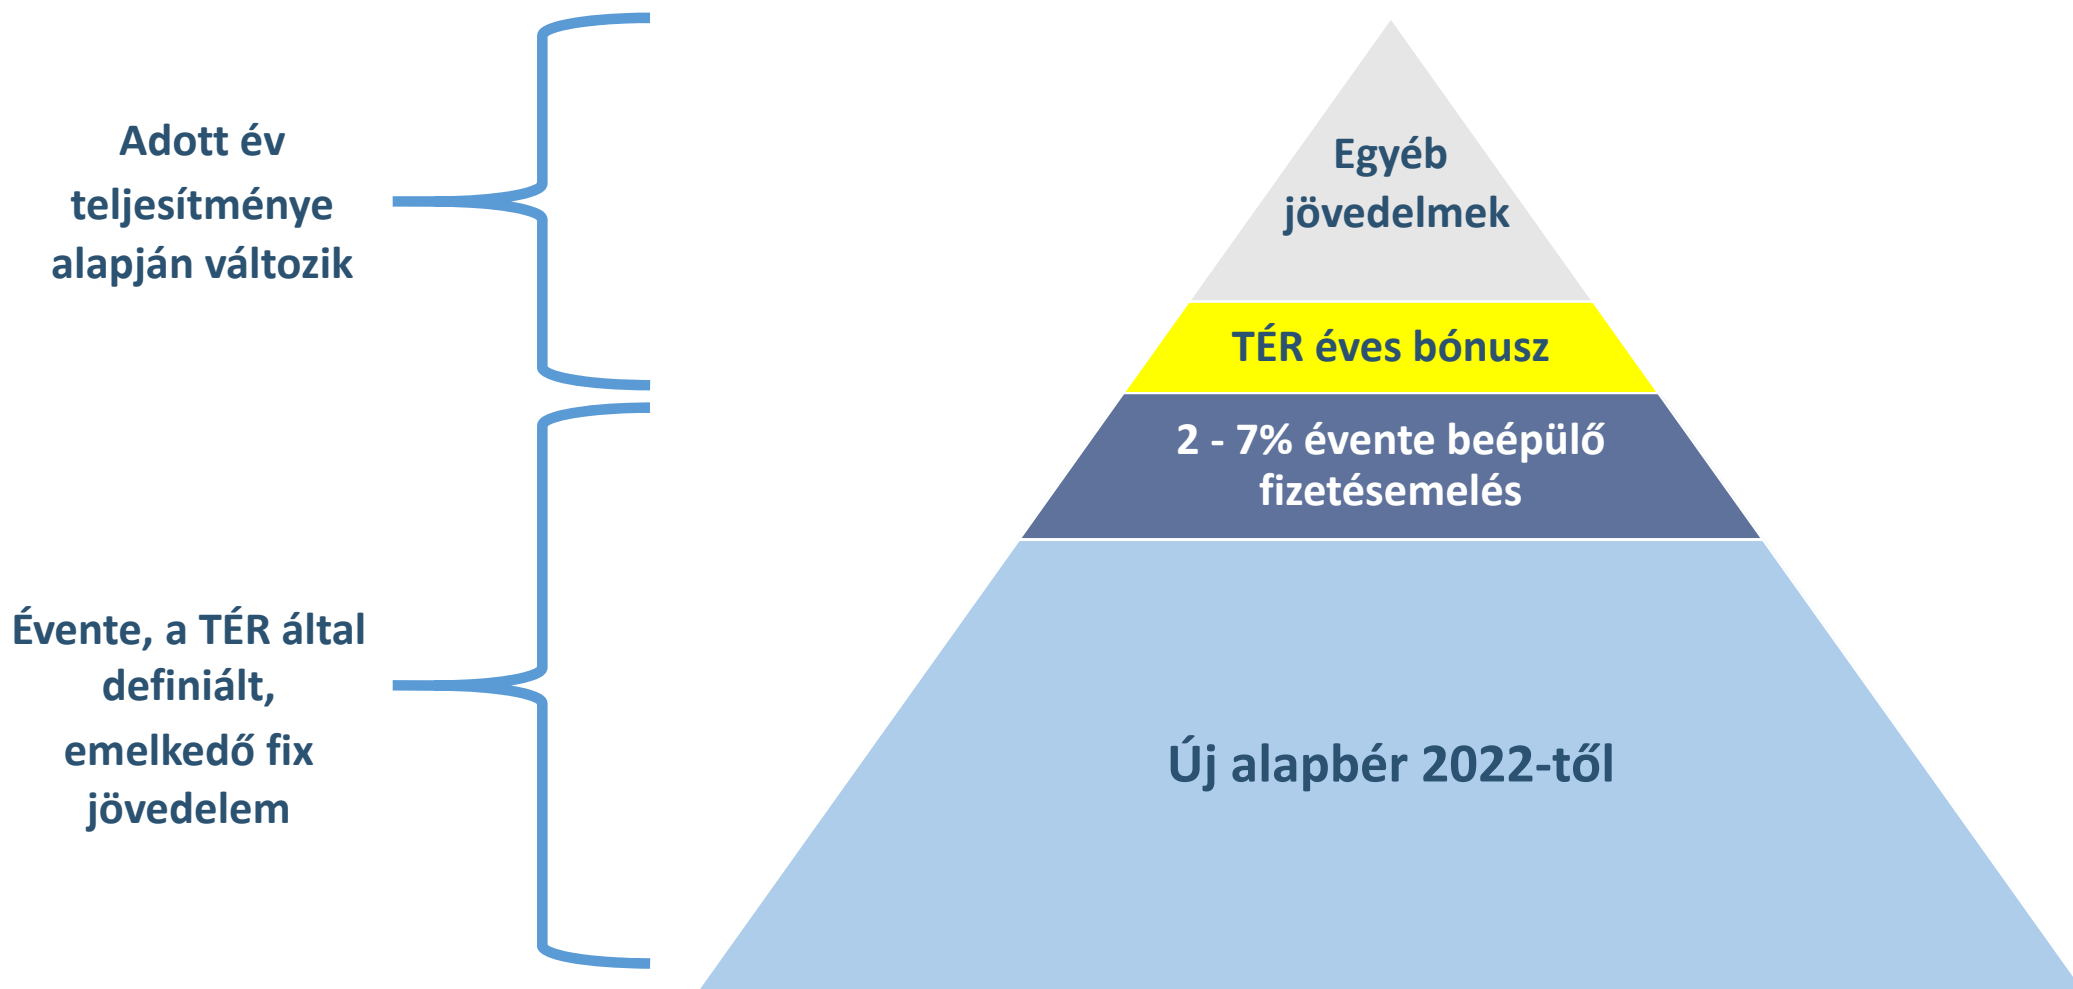 Adott év
teljesítménye
alapján változik
Évente, a TÉR által
definiált,
emelkedő fix
jövedelem
Egyéb
jövedelmek
TÉR éves bónusz
2 - 7% évente beépülő
fizetésemelés
Új alapbér 2022-től